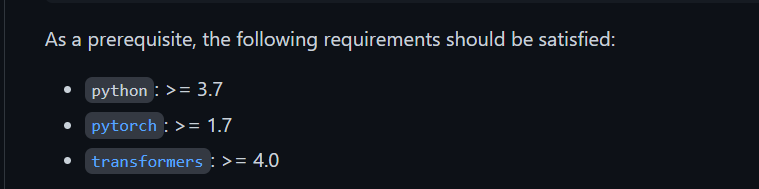 As a prerequisite, the following requirements should be satisfied:
• python: >= 3.7
• pytorch: >= 1.7
• transformers: >= 4.0